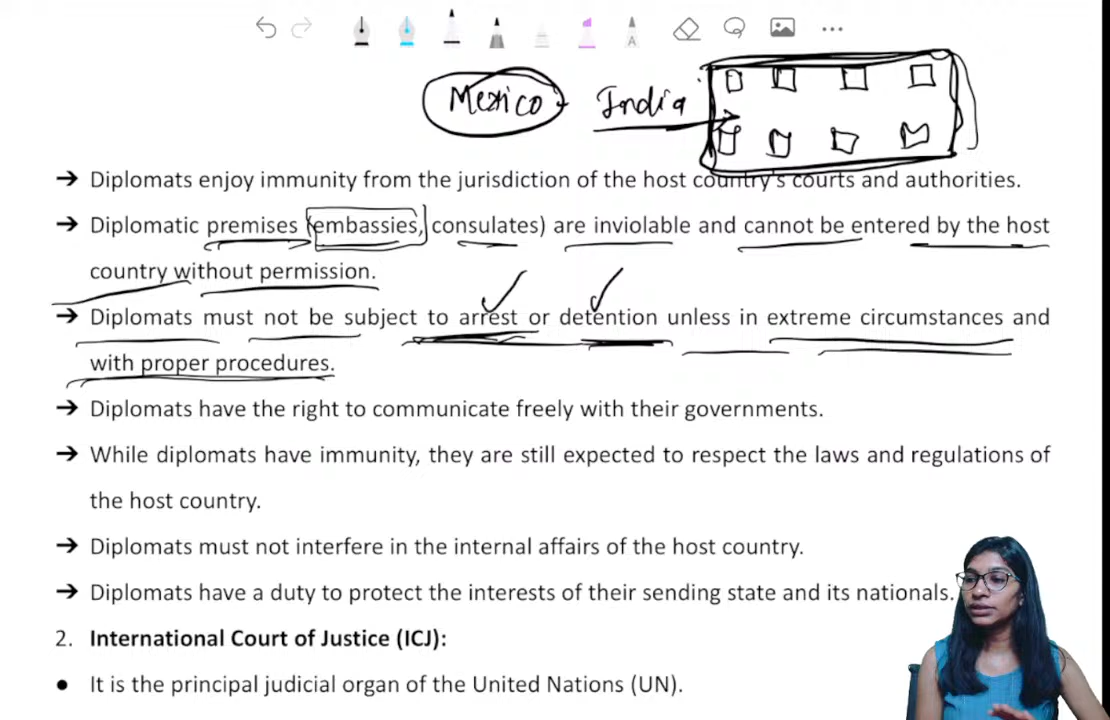 Mexico India
→ Diplomats enjoy immunity from the jurisdiction of the host country's courts and authorities.
→ Diplomatic premises (embassies, consulates) are inviolable and cannot be entered by the host
country without permission.
→ Diplomats must not be subject to arrest or detention unless in extreme circumstances and
with proper procedures.
→ Diplomats have the right to communicate freely with their governments.
→ While diplomats have immunity, they are still expected to respect the laws and regulations of
the host country.
→ Diplomats must not interfere in the internal affairs of the host country.
→ Diplomats have a duty to protect the interests of their sending state and its nationals.
2. International Court of Justice (ICJ):
● It is the principal judicial organ of the United Nations (UN).